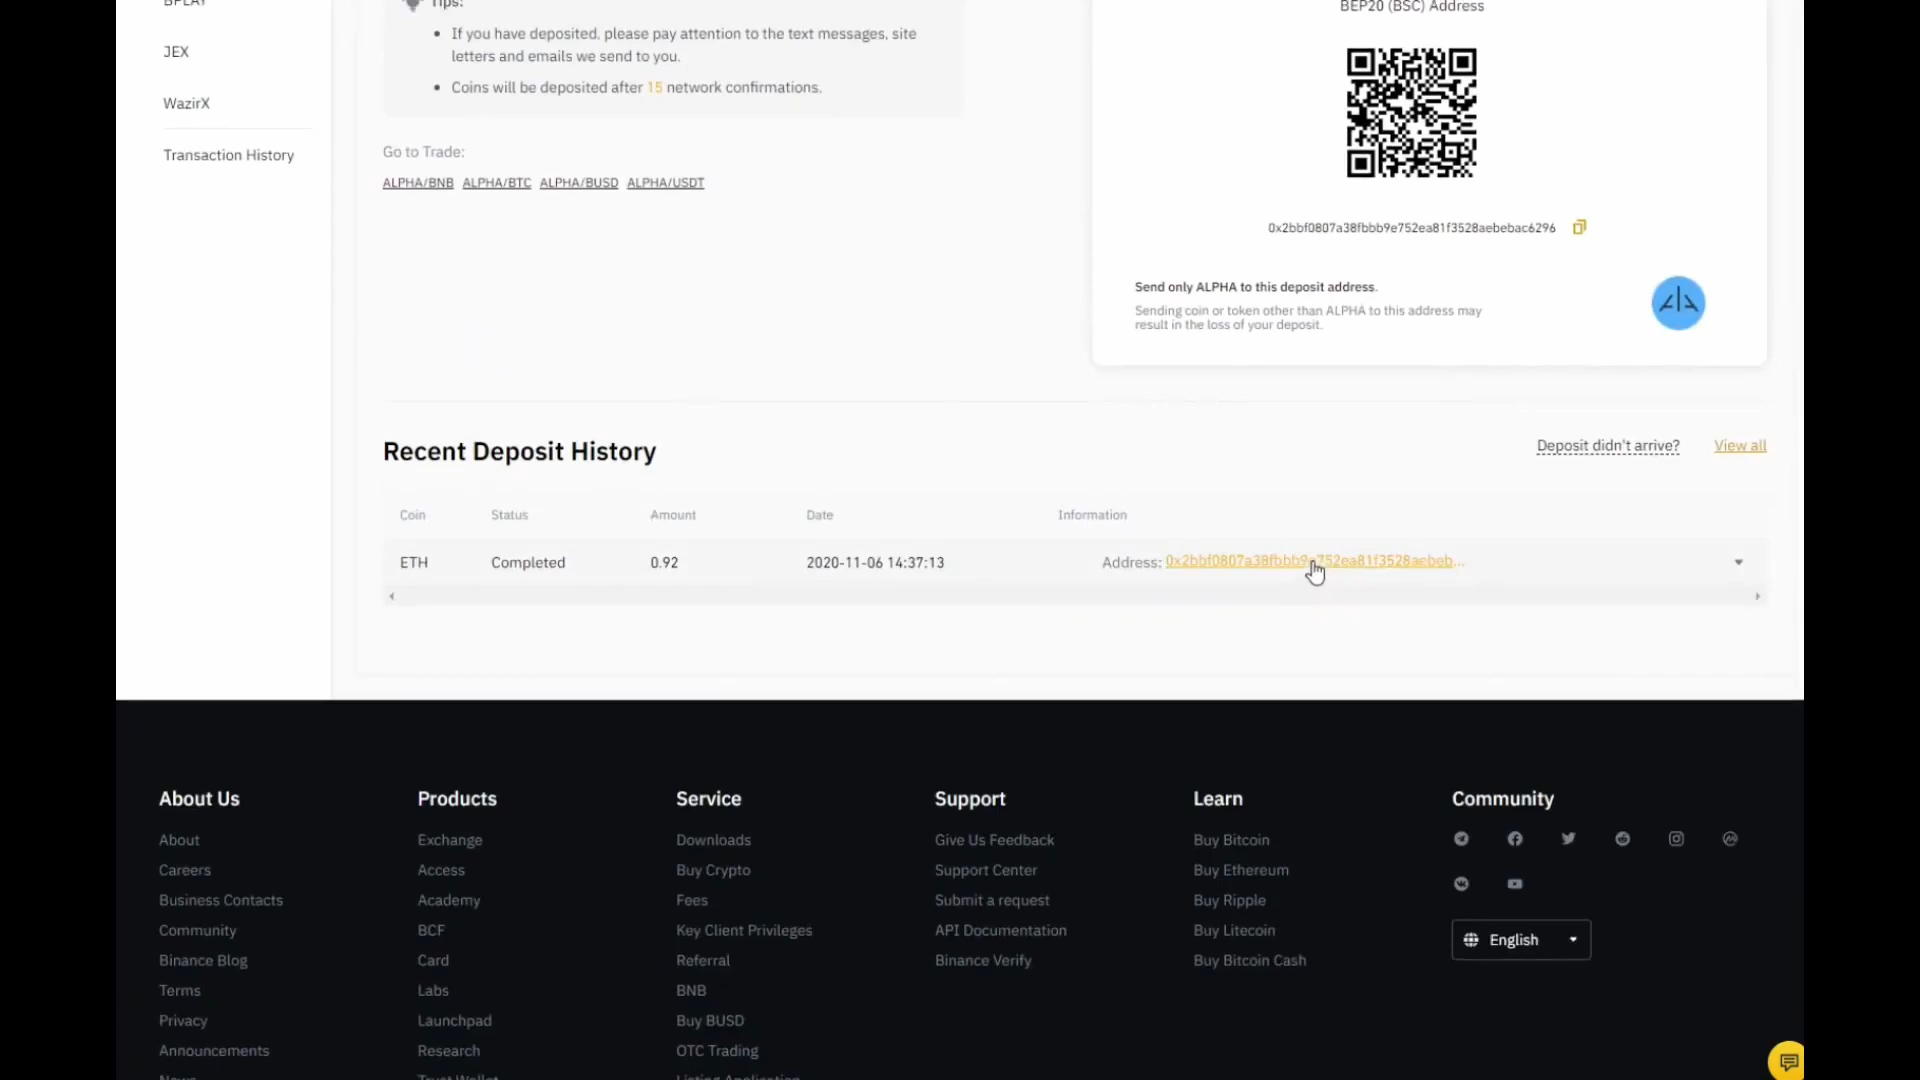 BPLAY
JEX
WazirX
Transaction History
Tips:
If you have deposited, please pay attention to the text messages, site
letters and emails we send to you.
Coins will be deposited after 15 network confirmations.
Go to Trade:
ALPHA/BNB ALPHA/BTC ALPHA/BUSD ALPHA/USDT
BEP20 (BSC) Address
0x2bbf0807a38fbbb9e752ea81f3528aebebac6296
Send only ALPHA to this deposit address.
Sending coin or token other than ALPHA to this address may
result in the loss of your deposit.
Recent Deposit History
Deposit didn't arrive? View all
Coin Status Amount Date Information
ETH Completed 0.92 2020-11-06 14:37:13 Address: 0x2bbf0807a38fbbb9e752ea81f3528aebeb...
About Us
About
Careers
Business Contacts
Community
Binance Blog
Terms
Privacy
Announcements
News
Products
Exchange
Access
Academy
BCF
Card
Labs
Launchpad
Research
Trust Wallet
Service
Downloads
Buy Crypto
Fees
Key Client Privileges
Referral
BNB
Buy BUSD
OTC Trading
Listing Application
Support
Give Us Feedback
Support Center
Submit a request
API Documentation
Binance Verify
Learn
Buy Bitcoin
Buy Ethereum
Buy Ripple
Buy Litecoin
Buy Bitcoin Cash
Community
English